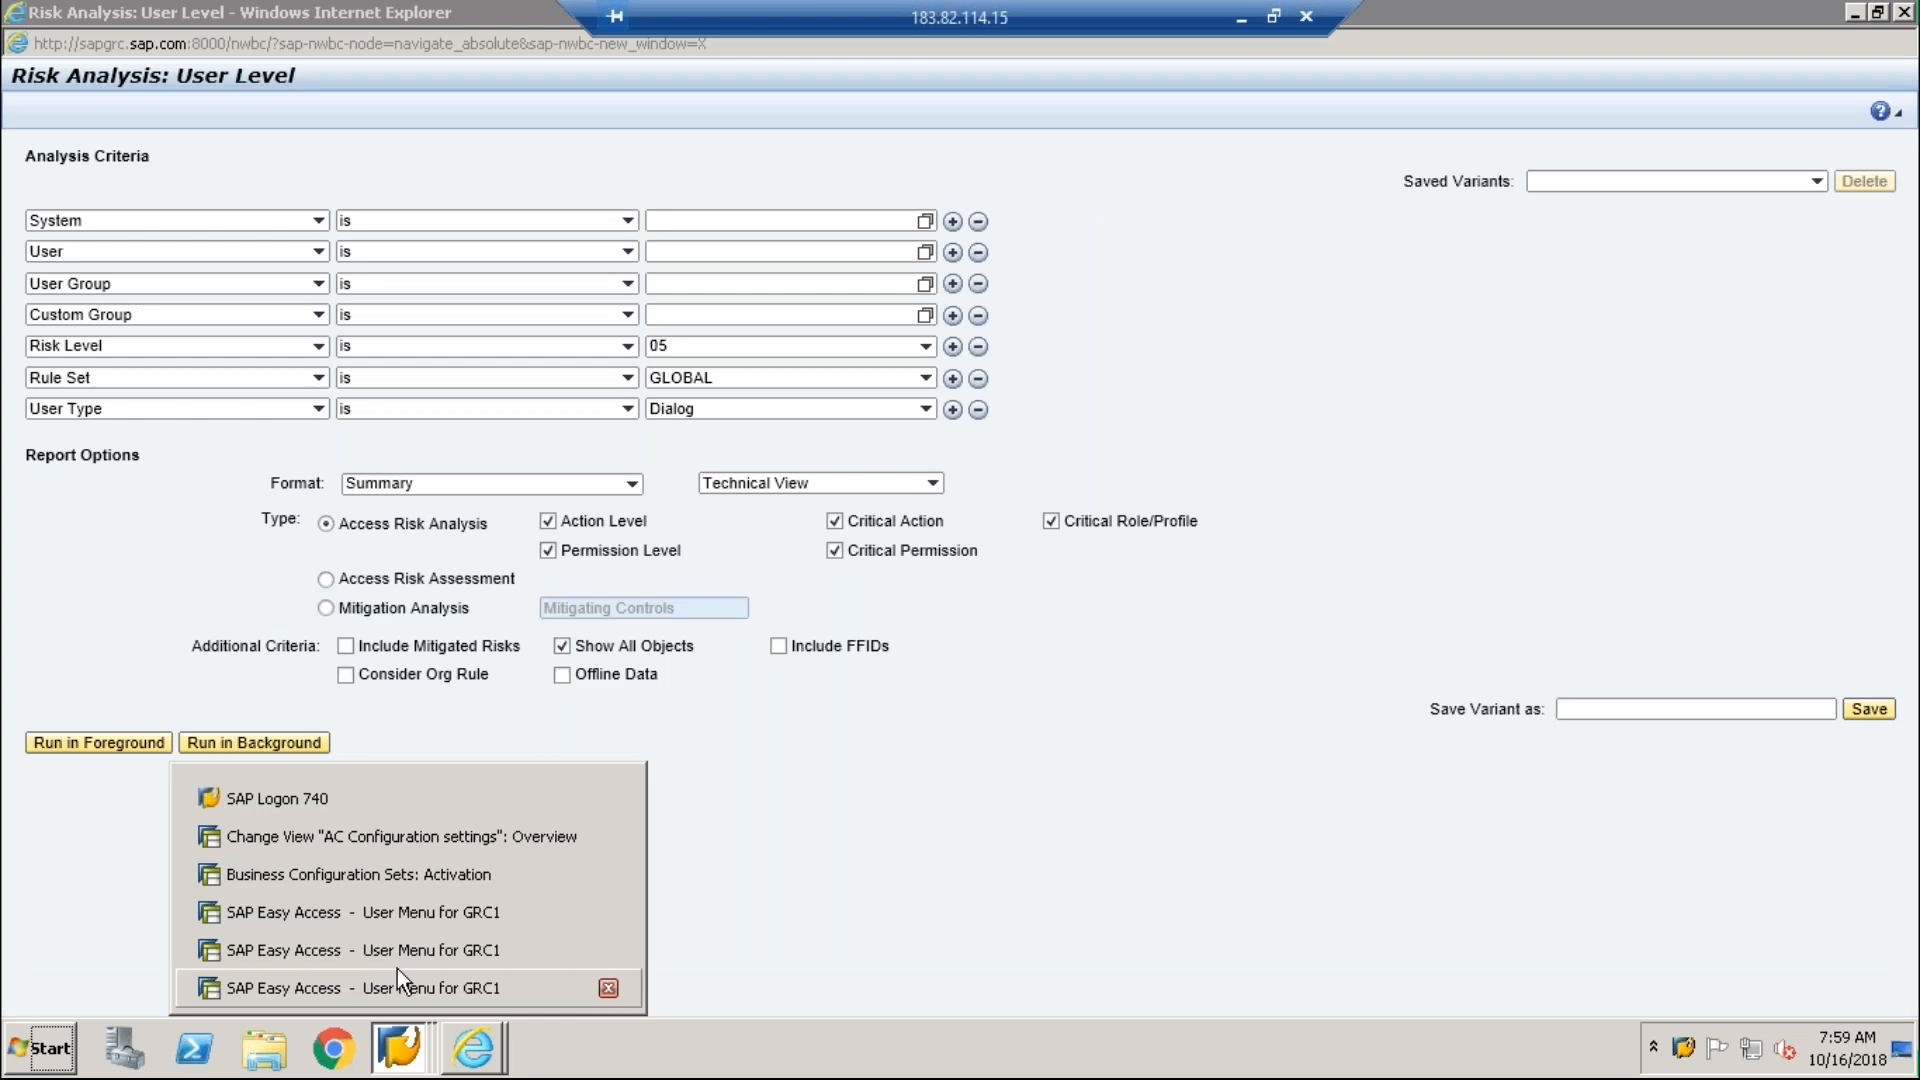 Risk Analysis: User Level - Windows Internet Explorer
183.82.114.15
http://sapgrc.sap.com:8000/nwbc/?sap-nwbc-node=navigate_absolute&sap-nwbc-new_window=X
Risk Analysis: User Level
Analysis Criteria
Saved Variants: Delete
System is
User is
User Group is
Custom Group is
Risk Level is 05
Rule Set is GLOBAL
User Type is Dialog
Report Options
Format: Summary Technical View
Type: Access Risk Analysis Action Level Critical Action Critical Role/Profile
Permission Level Critical Permission
Access Risk Assessment
Mitigation Analysis Mitigating Controls
Additional Criteria: Include Mitigated Risks Show All Objects Include FFIDs
Consider Org Rule Offline Data
Save Variant as: Save
Run in Foreground Run in Background
SAP Logon 740
Change View "AC Configuration settings": Overview
Business Configuration Sets: Activation
SAP Easy Access - User Menu for GRC1
SAP Easy Access - User Menu for GRC1
SAP Easy Access - User Menu for GRC1
Start
7:59 AM
10/16/2018